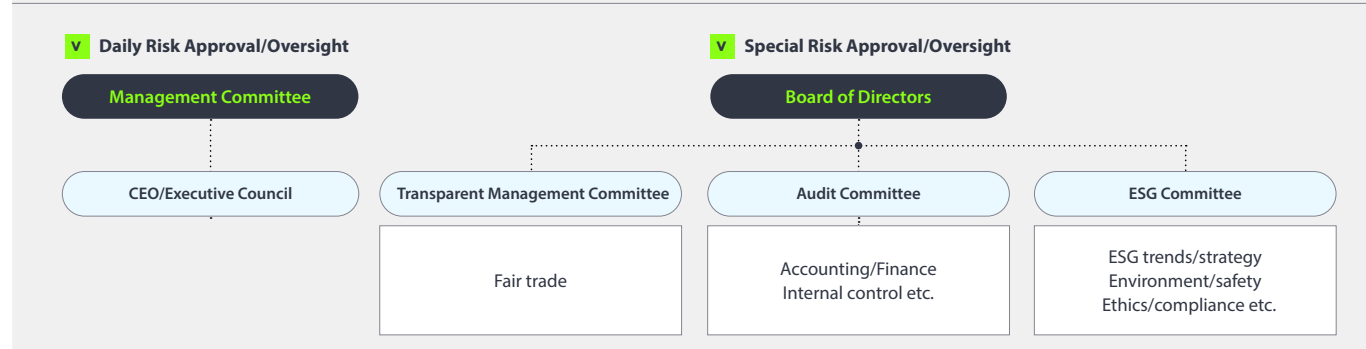 V Daily Risk Approval/Oversight
Management Committee
CEO/Executive Council
V Special Risk Approval/Oversight
Board of Directors
Transparent Management Committee
Fair trade
Audit Committee
Accounting/Finance
Internal control etc.
ESG Committee
ESG trends/strategy
Environment/safety
Ethics/compliance etc.